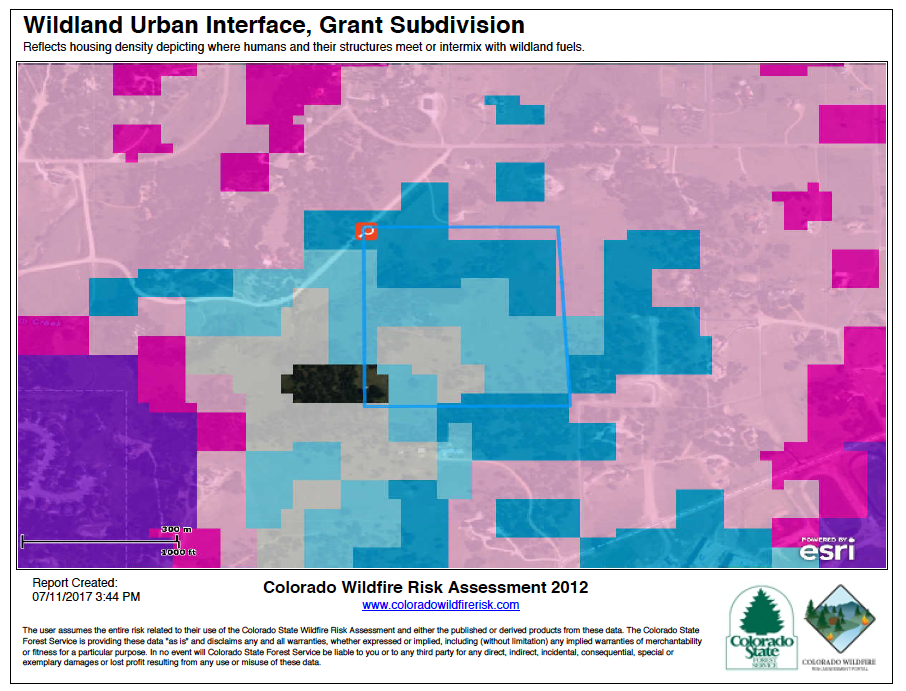 Wildland Urban Interface, Grant Subdivision
Reflects housing density depicting where humans and their structures meet or intermix with wildland fuels.
300 m
1000 ft
POWERED BY
esri
Report Created:
07/11/2017 3:44 PM
Colorado Wildfire Risk Assessment 2012
www.coloradowildfirerisk.com
The user assumes the entire risk related to their use of the Colorado State Wildfire Risk Assessment and either the published or derived products from these data. The Colorado State
Forest Service is providing these data "as is" and disclaims any and all warranties, whether expressed or implied, including (without limitation) any implied warranties of merchantability
or fitness for a particular purpose. In no event will Colorado State Forest Service be liable to you or to any third party for any direct, indirect, incidental, consequential, special or
exemplary damages or lost profit resulting from any use or misuse of these data.
Colorado
State
FOREST
SERVICE
COLORADO WILDFIRE
RISK ASSESSMENT PORTAL